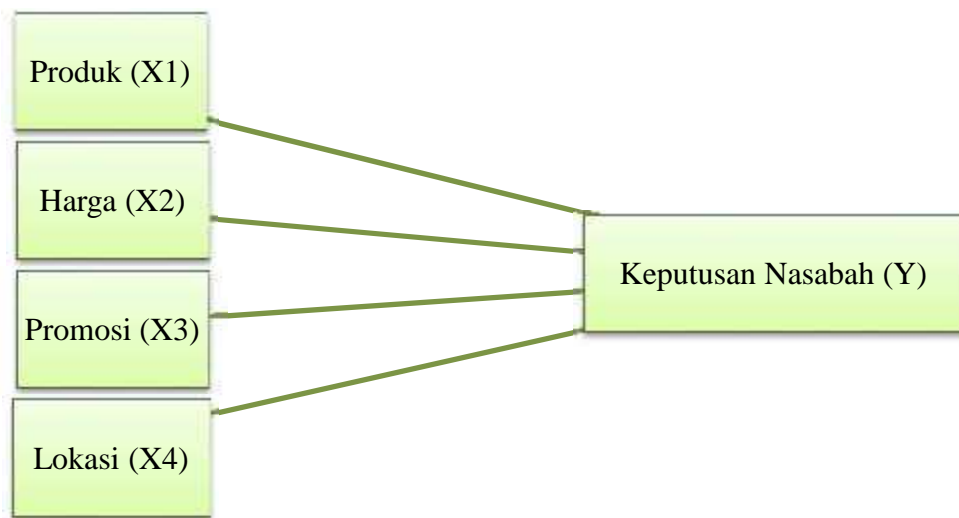 Produk (X1)
Harga (X2)
Promosi (X3)
Lokasi (X4)
Keputusan Nasabah (Y)